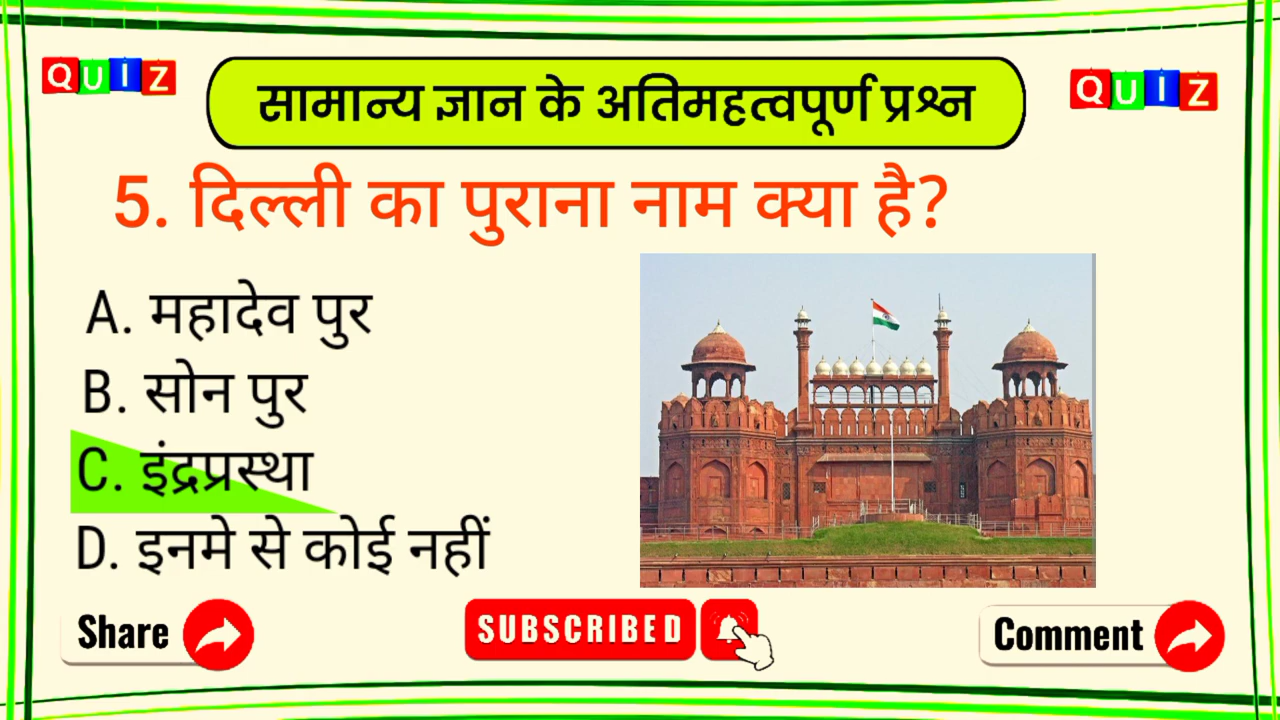 QUIZ
सामान्य ज्ञान के अतिमहत्वपूर्ण प्रश्न
QUIZ
5. दिल्ली का पुराना नाम क्या है?
A. महादेव पुर
B. सोन पुर
C. इंद्रप्रस्था
D. इनमे से कोई नहीं
Share
SUBSCRIBED
Comment